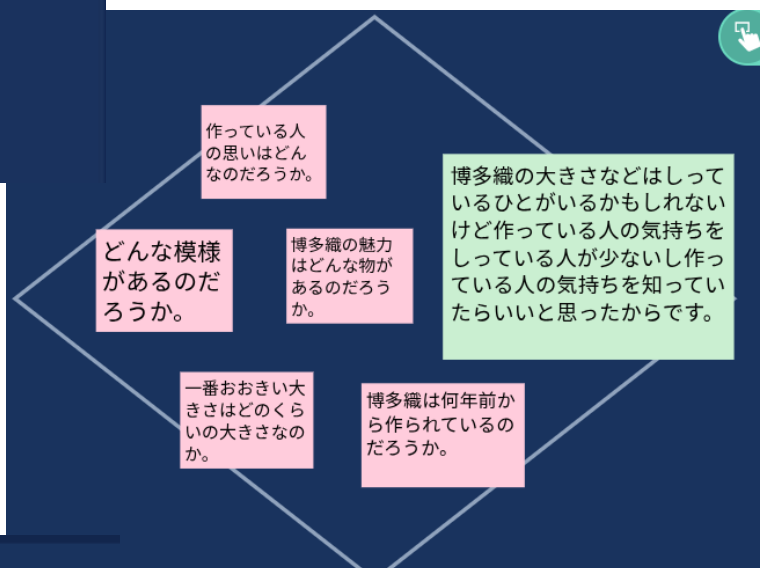 作っている人
の思いはどん
なのだろうか。
どんな模様
があるのだ
ろうか。
博多織の魅力
はどんな物が
あるのだろう
か。
一番おおきい大
きさはどのくら
いの大きさなの
か。
博多織は何年前か
ら作られているの
だろうか。
博多織の大きさなどはしって
いるひとがいるかもしれない
けど作っている人の気持ちを
しっている人が少ないし作っ
ている人の気持ちを知ってい
たらいいと思ったからです。